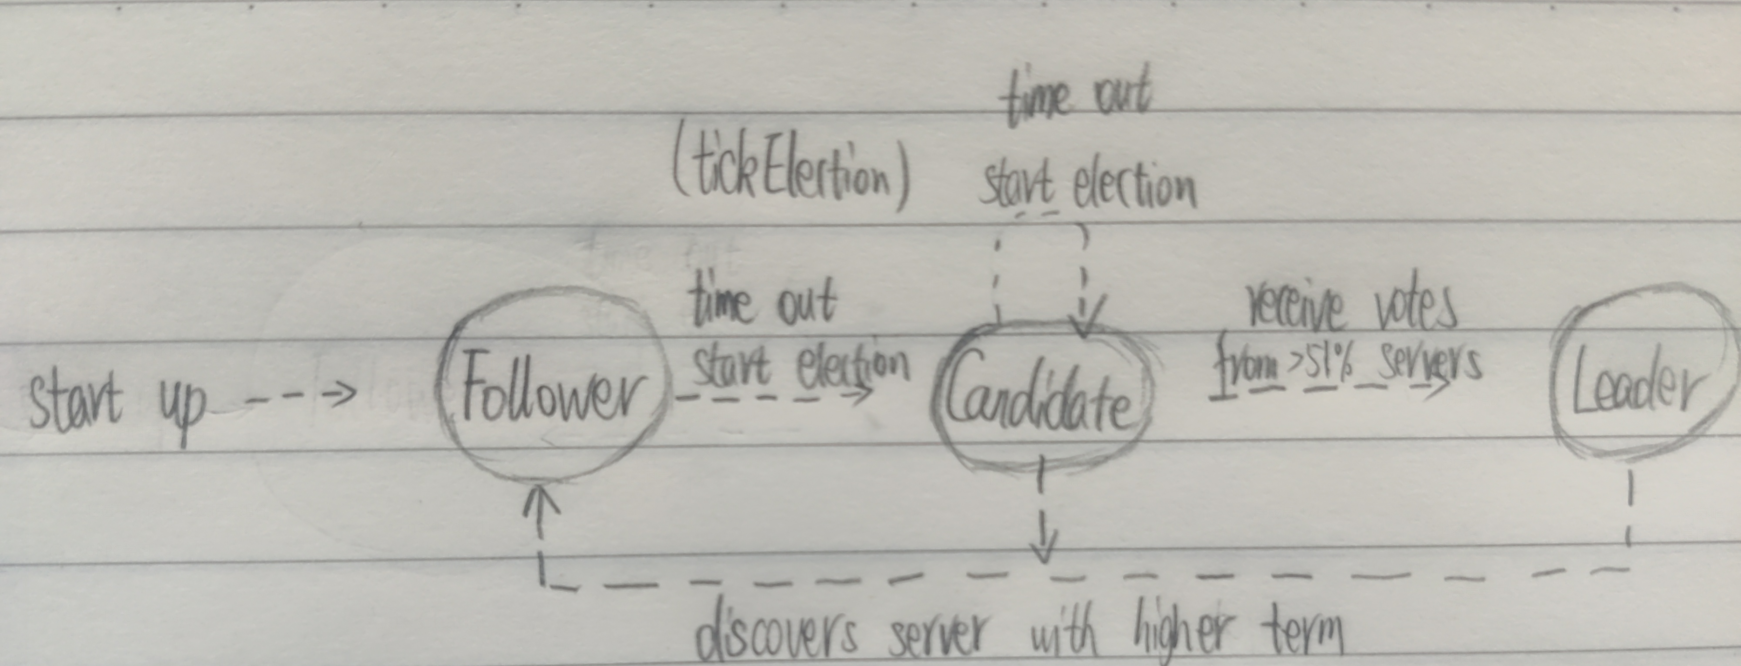 time out
(tickElection)
start election
time out
start election
receive votes
from >51% servers
start up
Follower
Candidate
Leader
discovers server with higher term